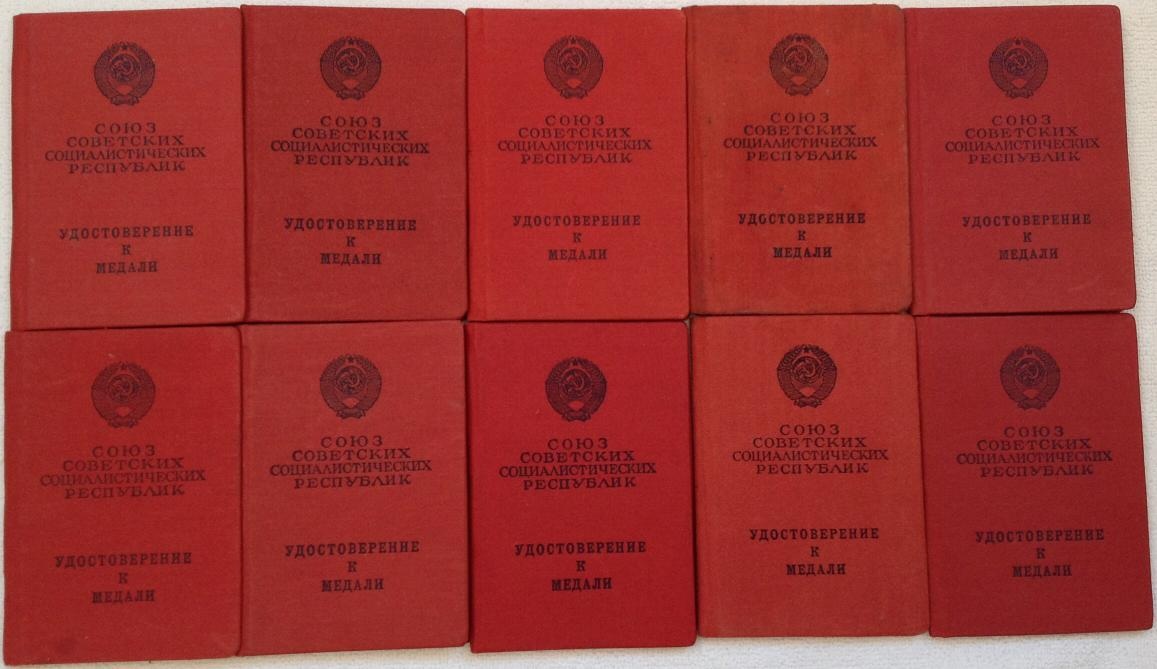 СОЮЗ
СОВЕТСКИХ
СОЦИАЛИСТИЧЕСКИХ
РЕСПУБЛИК
УДОСТОВЕРЕНИЕ
К
МЕДАЛИ
СОЮЗ
СОВЕТСКИХ
СОЦИАЛИСТИЧЕСКИХ
РЕСПУБЛИК
УДОСТОВЕРЕНИЕ
К
МЕДАЛИ
СОЮЗ
СОВЕТСКИХ
СОЦИАЛИСТИЧЕСКИХ
РЕСПУБЛИК
УДОСТОВЕРЕНИЕ
К
МЕДАЛИ
СОЮЗ
СОВЕТСКИХ
СОЦИАЛИСТИЧЕСКИХ
РЕСПУБЛИК
УДОСТОВЕРЕНИЕ
К
МЕДАЛИ
СОЮЗ
СОВЕТСКИХ
СОЦИАЛИСТИЧЕСКИХ
РЕСПУБЛИК
УДОСТОВЕРЕНИЕ
К
МЕДАЛИ
СОЮЗ
СОВЕТСКИХ
СОЦИАЛИСТИЧЕСКИХ
РЕСПУБЛИК
УДОСТОВЕРЕНИЕ
К
МЕДАЛИ
СОЮЗ
СОВЕТСКИХ
СОЦИАЛИСТИЧЕСКИХ
РЕСПУБЛИК
УДОСТОВЕРЕНИЕ
К
МЕДАЛИ
СОЮЗ
СОВЕТСКИХ
СОЦИАЛИСТИЧЕСКИХ
РЕСПУБЛИК
УДОСТОВЕРЕНИЕ
К
МЕДАЛИ
СОЮЗ
СОВЕТСКИХ
СОЦИАЛИСТИЧЕСКИХ
РЕСПУБЛИК
УДОСТОВЕРЕНИЕ
К
МЕДАЛИ
СОЮЗ
СОВЕТСКИХ
СОЦИАЛИСТИЧЕСКИХ
РЕСПУБЛИК
УДОСТОВЕРЕНИЕ
К
МЕДАЛИ